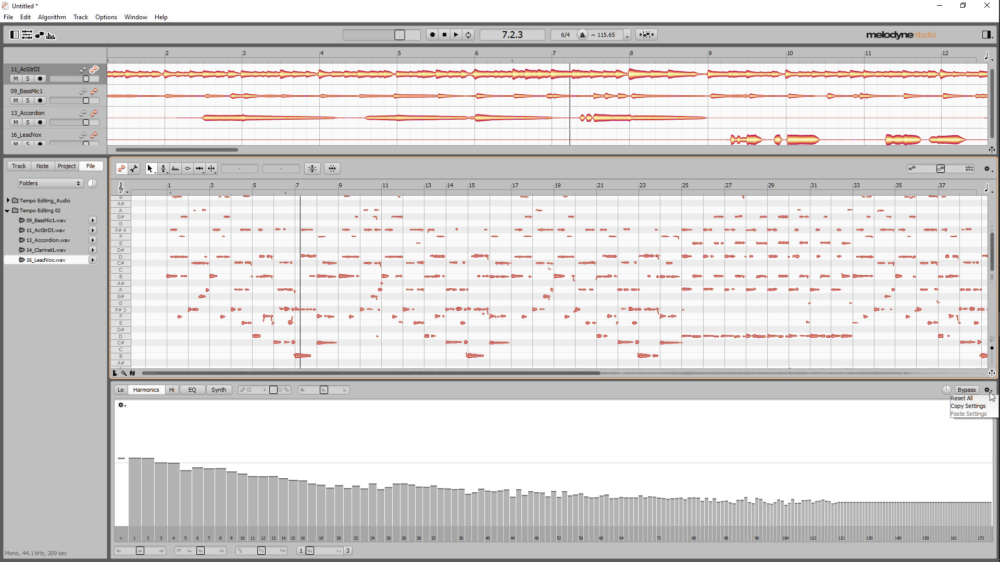 Untitled *
File Edit Algorithm Track Options Window Help
7.2.3 6/4 ~ 115.65 melodyne studio
2 3 4 5 6 7 8 9 10 11 12
11_AcGtrDI
M S
09_BassMic1
M S
13_Accordion
M S
16_LeadVox
M S
Track Note Project File
- -
Folders
1 3 5 7 9 11 13 14 15 17 19 21 23 25 27 29 31 33 35 37
Tempo Editing_Audio
Tempo Editing 02
09_BassMic1.wav
11_AcGtrDI.wav
13_Accordion.wav
14_Clarinet1.wav
16_LeadVox.wav
B
A#
A
G#
G
F# 4
F
E
D#
D
C#
C
B
A#
A
G#
G
F# 3
F
E
D#
D
C#
C
B
A#
Lo Harmonics Hi EQ Synth Bypass
Reset All
Copy Settings
Paste Settings
< 1 2 3 4 5 6 7 8 9 10 11 12 13 14 15 16 18 20 22 24 26 28 30 32 36 40 44 48 52 56 60 64 72 80 88 96 104 112 121 130 140 150 161 172
1 3
Mono, 44.1 kHz, 209 sec